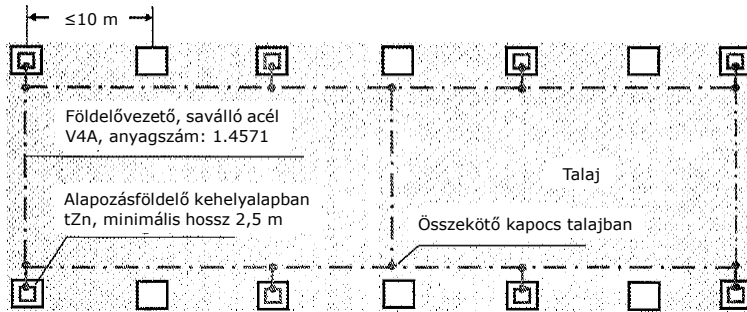 ≤10 m
Földelővezető, saválló acél
V4A, anyagszám: 1.4571
Talaj
Alapozásföldelő kehelyalapban
tZn, minimális hossz 2,5 m
Összekötő kapocs talajban